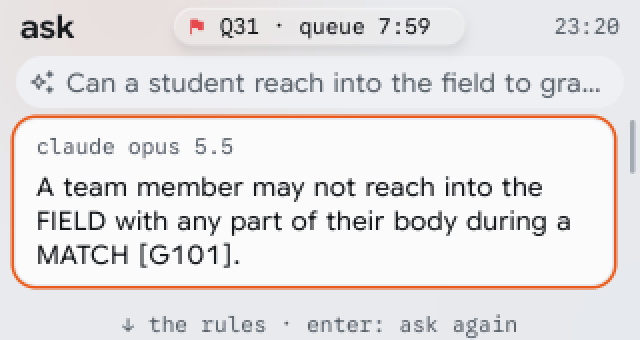 ask
Q31 · queue 7:59
23:20
Can a student reach into the field to gra...
claude opus 5.5
A team member may not reach into the
FIELD with any part of their body during a
MATCH [G101].
↓ the rules · enter: ask again